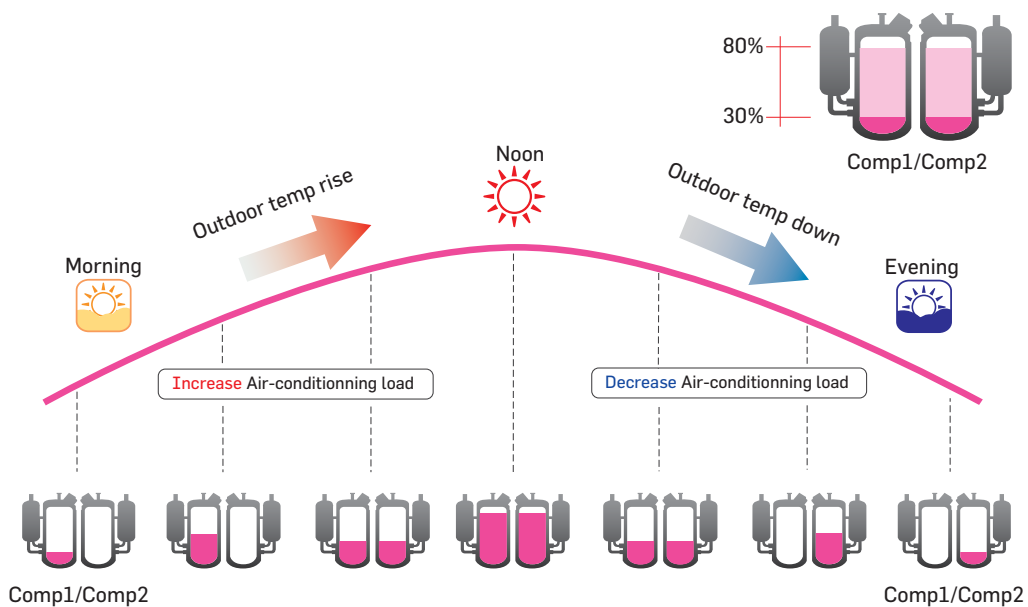 80%
30%
Comp1/Comp2
Noon
Outdoor temp rise
Outdoor temp down
Morning
Evening
Increase Air-conditionning load
Decrease Air-conditionning load
Comp1/Comp2
Comp1/Comp2